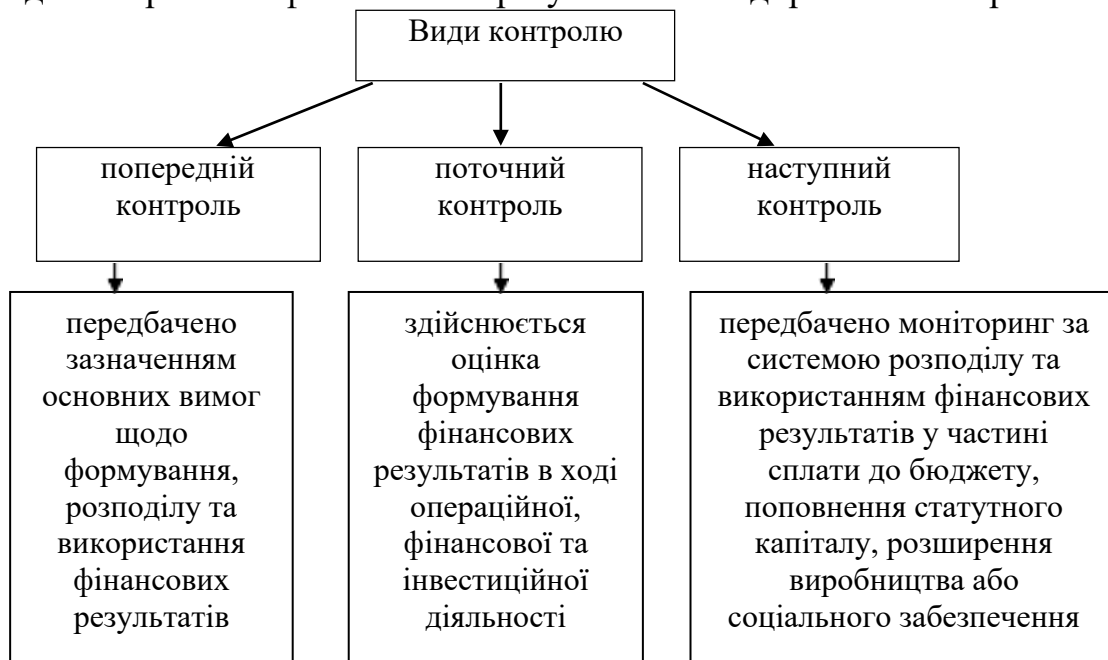 Види контролю
попередній
контроль
поточний
контроль
наступний
контроль
передбачено
зазначенням
основних вимог
щодо
формування,
розподілу та
використання
фінансових
результатів
здійснюється
оцінка
формування
фінансових
результатів в ході
операційної,
фінансової та
інвестиційної
діяльності
передбачено моніторинг за
системою розподілу та
використанням фінансових
результатів у частині
сплати до бюджету,
поповнення статутного
капіталу, розширення
виробництва або
соціального забезпечення